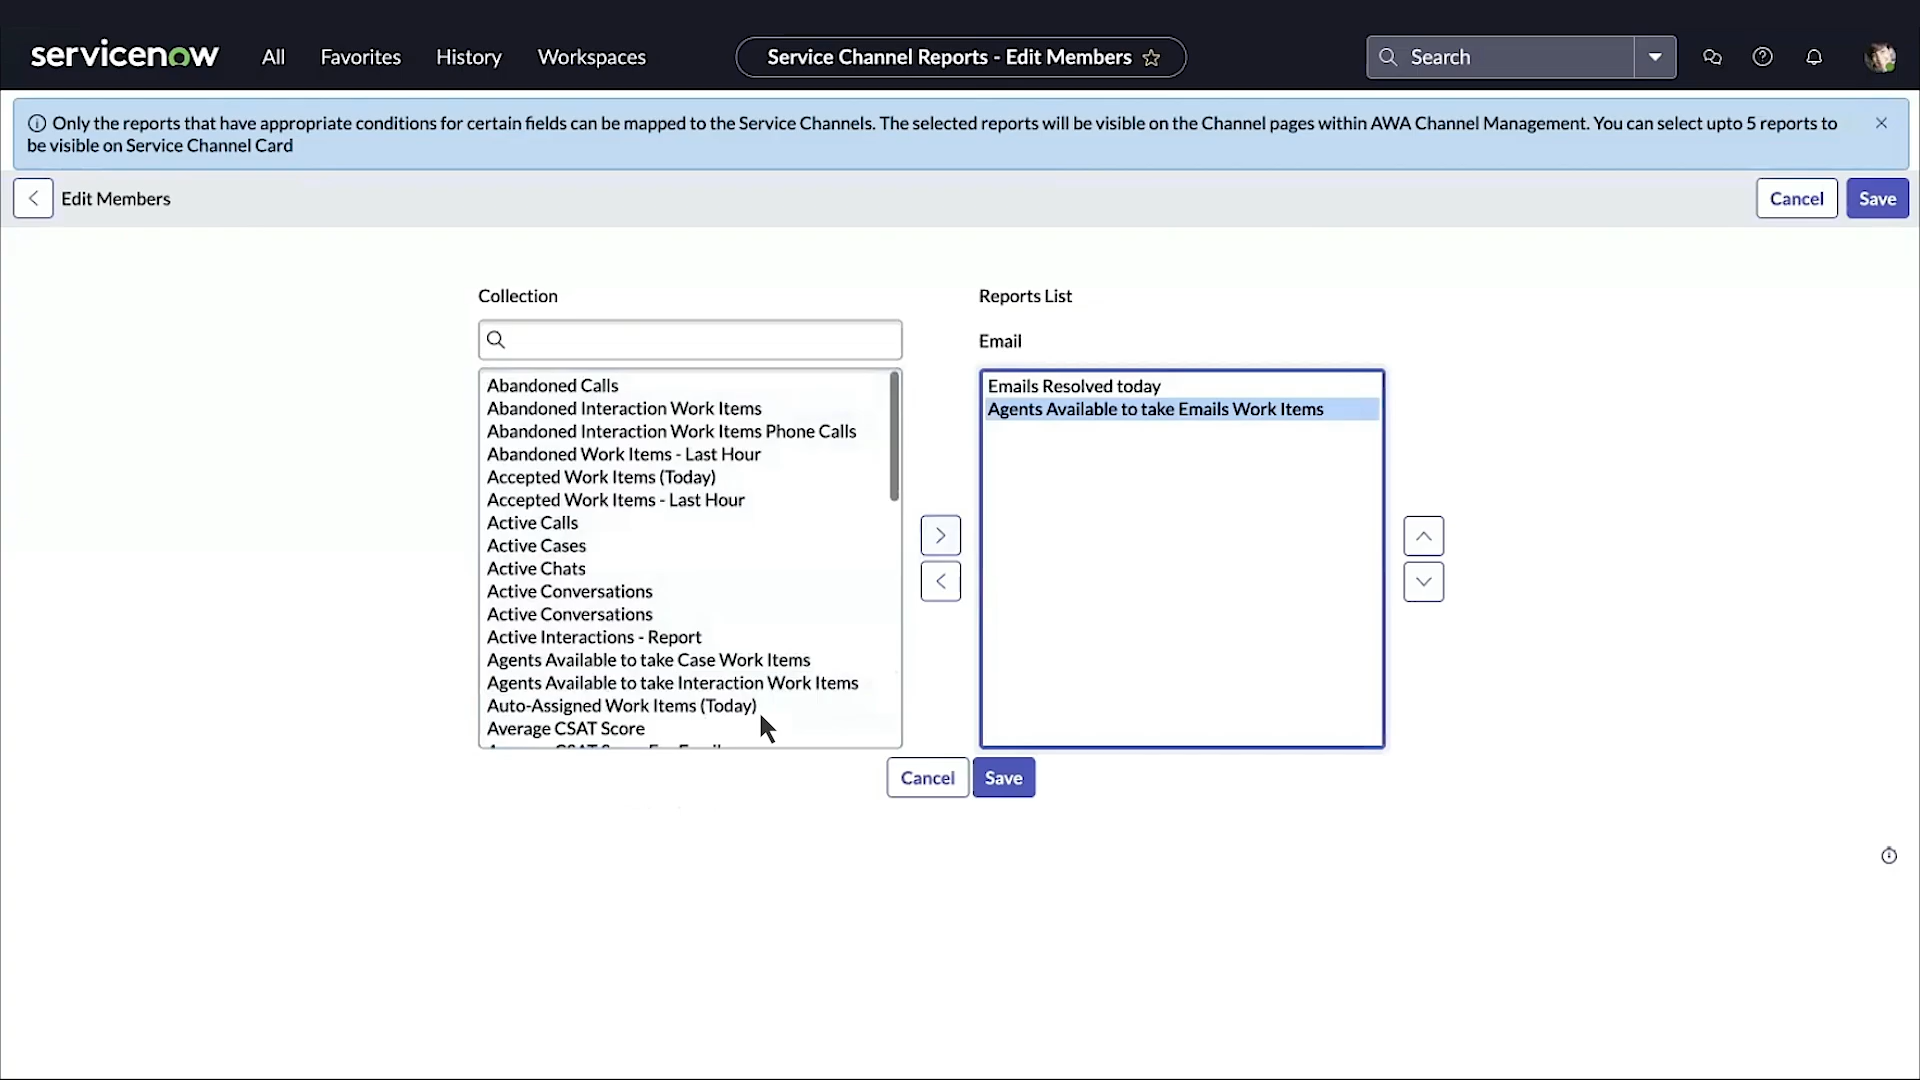 servicenow All Favorites History Workspaces Service Channel Reports - Edit Members Search
Only the reports that have appropriate conditions for certain fields can be mapped to the Service Channels. The selected reports will be visible on the Channel pages within AWA Channel Management. You can select upto 5 reports to
be visible on Service Channel Card
Edit Members Cancel Save
Collection
Reports List
Email
Abandoned Calls
Abandoned Interaction Work Items
Abandoned Interaction Work Items Phone Calls
Abandoned Work Items - Last Hour
Accepted Work Items (Today)
Accepted Work Items - Last Hour
Active Calls
Active Cases
Active Chats
Active Conversations
Active Conversations
Active Interactions - Report
Agents Available to take Case Work Items
Agents Available to take Interaction Work Items
Auto-Assigned Work Items (Today)
Average CSAT Score
Emails Resolved today
Agents Available to take Emails Work Items
Cancel Save